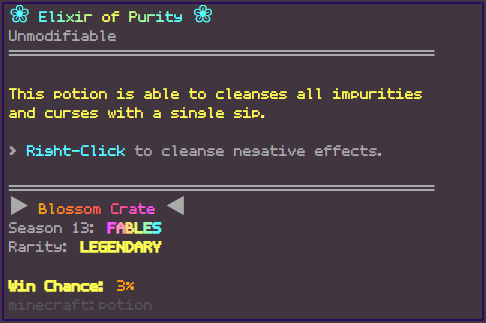 ❀ Elixir of Purity ❀
Unmodifiable
This potion is able to cleanses all impurities
and curses with a single sip.
> Right-Click to cleanse negative effects.
▶ Blossom Crate ◀
Season 13: FABLES
Rarity: LEGENDARY
Win Chance: 3%
minecraft:potion